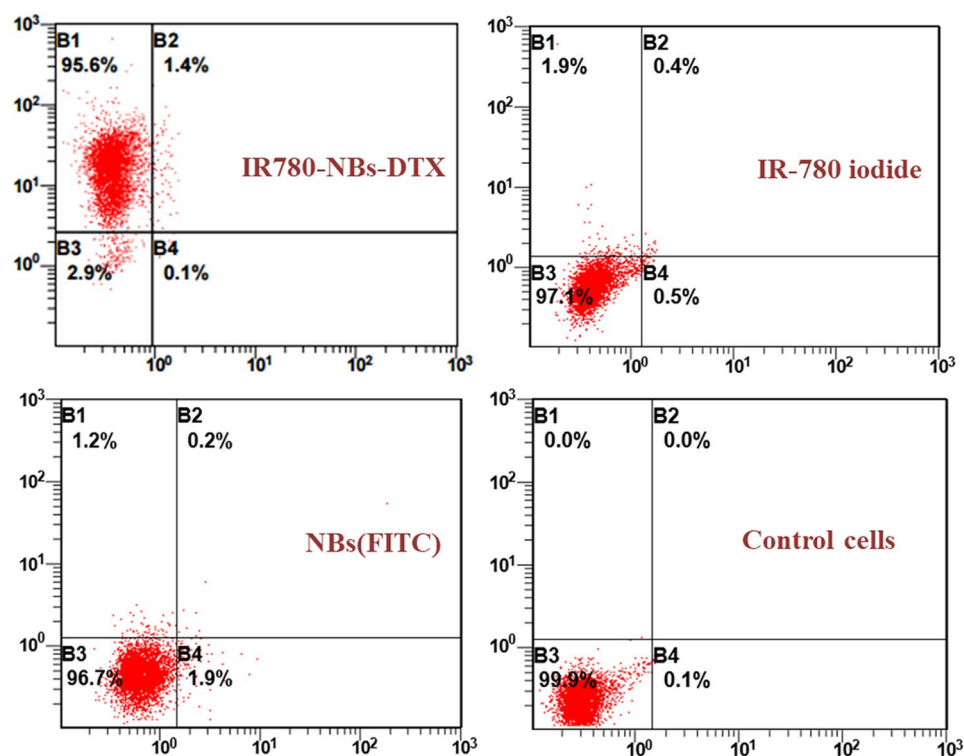 10³
B1 B2
95.6% 1.4%
10²
IR780-NBs-DTX
10¹
B3 B4
10⁰
2.9% 0.1%
10⁰ 10¹ 10² 10³
10³
B1 B2
1.9% 0.4%
10²
IR-780 iodide
10¹
10⁰
B3 B4
97.1% 0.5%
10⁰ 10¹ 10² 10³
10³
B1 B2
1.2% 0.2%
10²
NBs(FITC)
10¹
10⁰
B3 B4
96.7% 1.9%
10⁰ 10¹ 10² 10³
10³
B1 B2
0.0% 0.0%
10²
Control cells
10¹
10⁰
B3 B4
99.9% 0.1%
10⁰ 10¹ 10² 10³